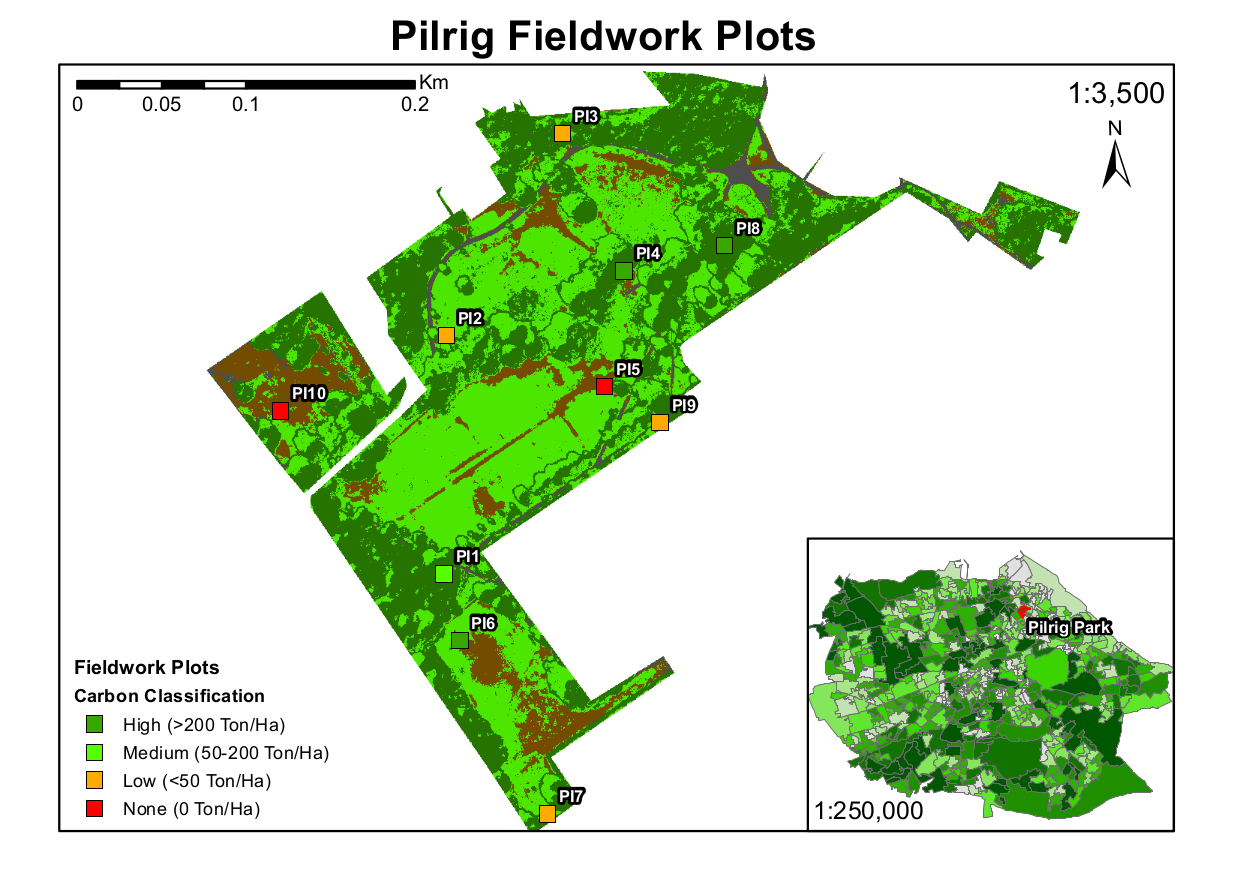 Pilrig Fieldwork Plots
Km
0 0.05 0.1 0.2
1:3,500
N
PI3
PI8
PI4
PI2
PI5
PI10
PI9
PI1
PI6
PI7
Fieldwork Plots
Carbon Classification
High (>200 Ton/Ha)
Medium (50-200 Ton/Ha)
Low (<50 Ton/Ha)
None (0 Ton/Ha)
Pilrig Park
1:250,000